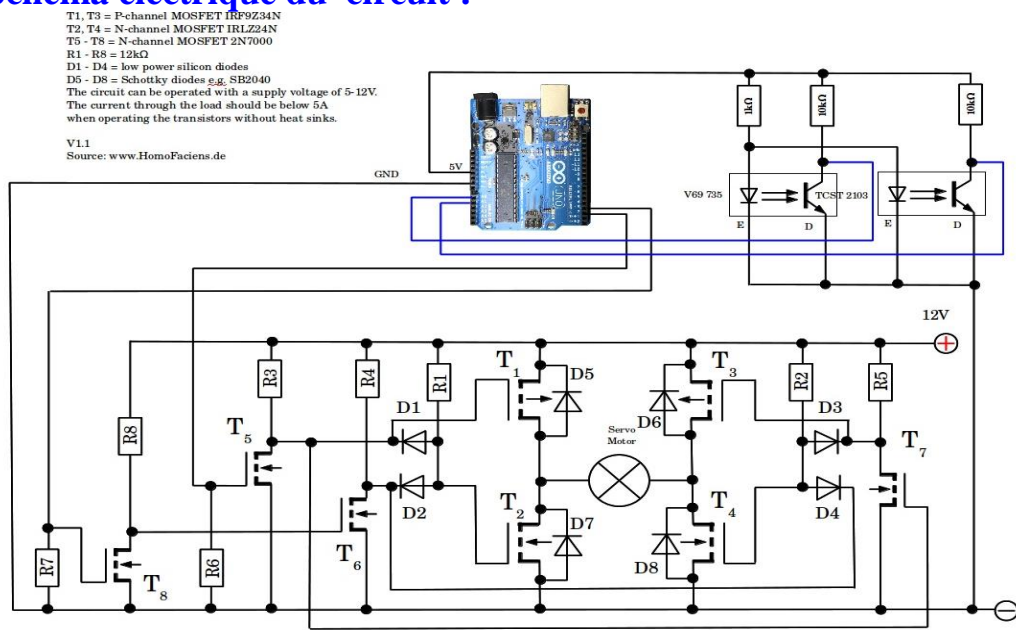 schéma électrique du circuit :
T1, T3 = P-channel MOSFET IRF9Z34N
T2, T4 = N-channel MOSFET IRLZ24N
T5 - T8 = N-channel MOSFET 2N7000
R1 - R8 = 12kΩ
D1 - D4 = low power silicon diodes
D5 - D8 = Schottky diodes e.g. SB2040
The circuit can be operated with a supply voltage of 5-12V.
The current through the load should be below 5A
when operating the transistors without heat sinks.
V1.1
Source: www.HomoFaciens.de
GND
5V
1kΩ
10kΩ
10kΩ
V69 735
TCST 2103
E
D
E
D
12V
R3
R4
R1
T1
D5
T3
R2
R5
D1
D6
D3
Servo
Motor
R8
T5
T7
D2
T2
D7
T4
D4
T6
D8
R7
T8
R6